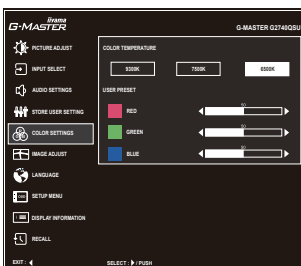 iiyama
G-MASTER
G-MASTER G2740QSU
PICTURE ADJUST
COLOR TEMPERATURE
INPUT SELECT
9300K 7500K 6500K
AUDIO SETTINGS
USER PRESET
STORE USER SETTING
RED 50
COLOR SETTINGS
GREEN 50
IMAGE ADJUST
BLUE 50
LANGUAGE
OSD SETUP MENU
DISPLAY INFORMATION
RECALL
EXIT : SELECT : / PUSH